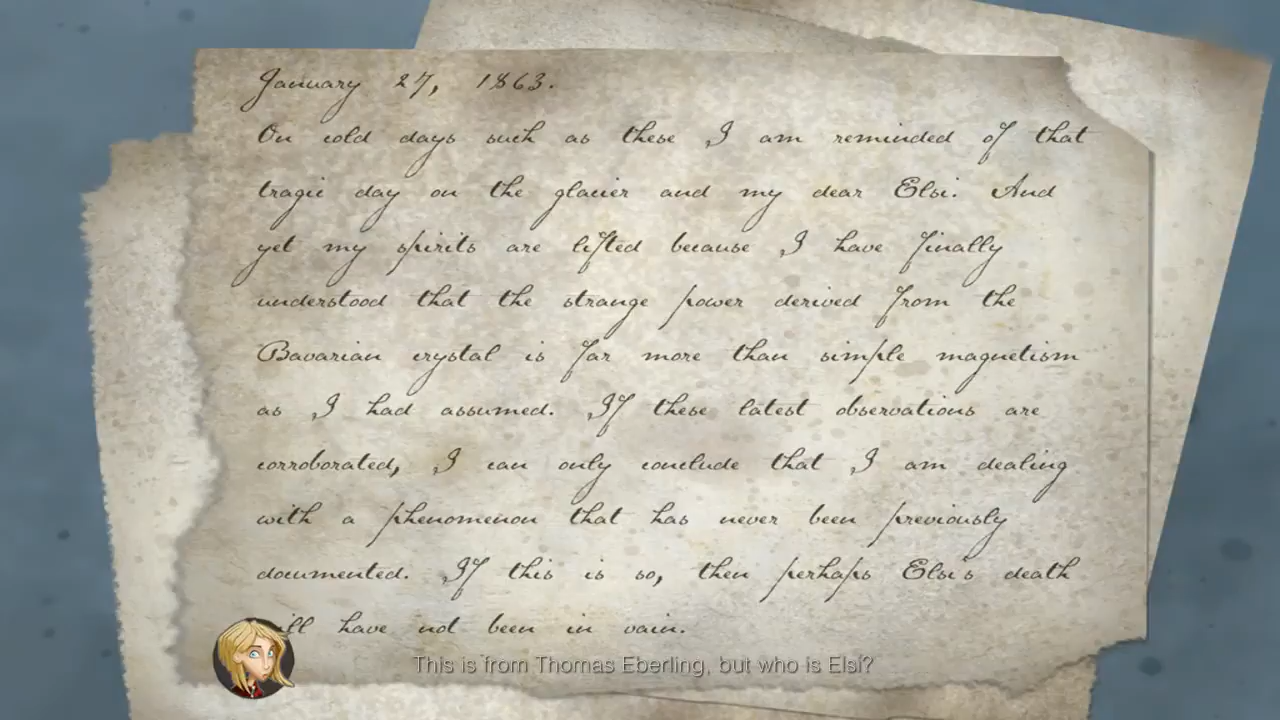 January 27, 1863.
On cold days such as these I am reminded of that
tragic day on the glacier and my dear Elsi. And
yet my spirits are lifted because I have finally
understood that the strange power derived from the
Bavarian crystal is far more than simple magnetism
as I had assumed. If these latest observations are
corroborated, I can only conclude that I am dealing
with a phenomenon that has never been previously
documented. If this is so, then perhaps Elsi's death
will have not been in vain.
This is from Thomas Eberling, but who is Elsi?